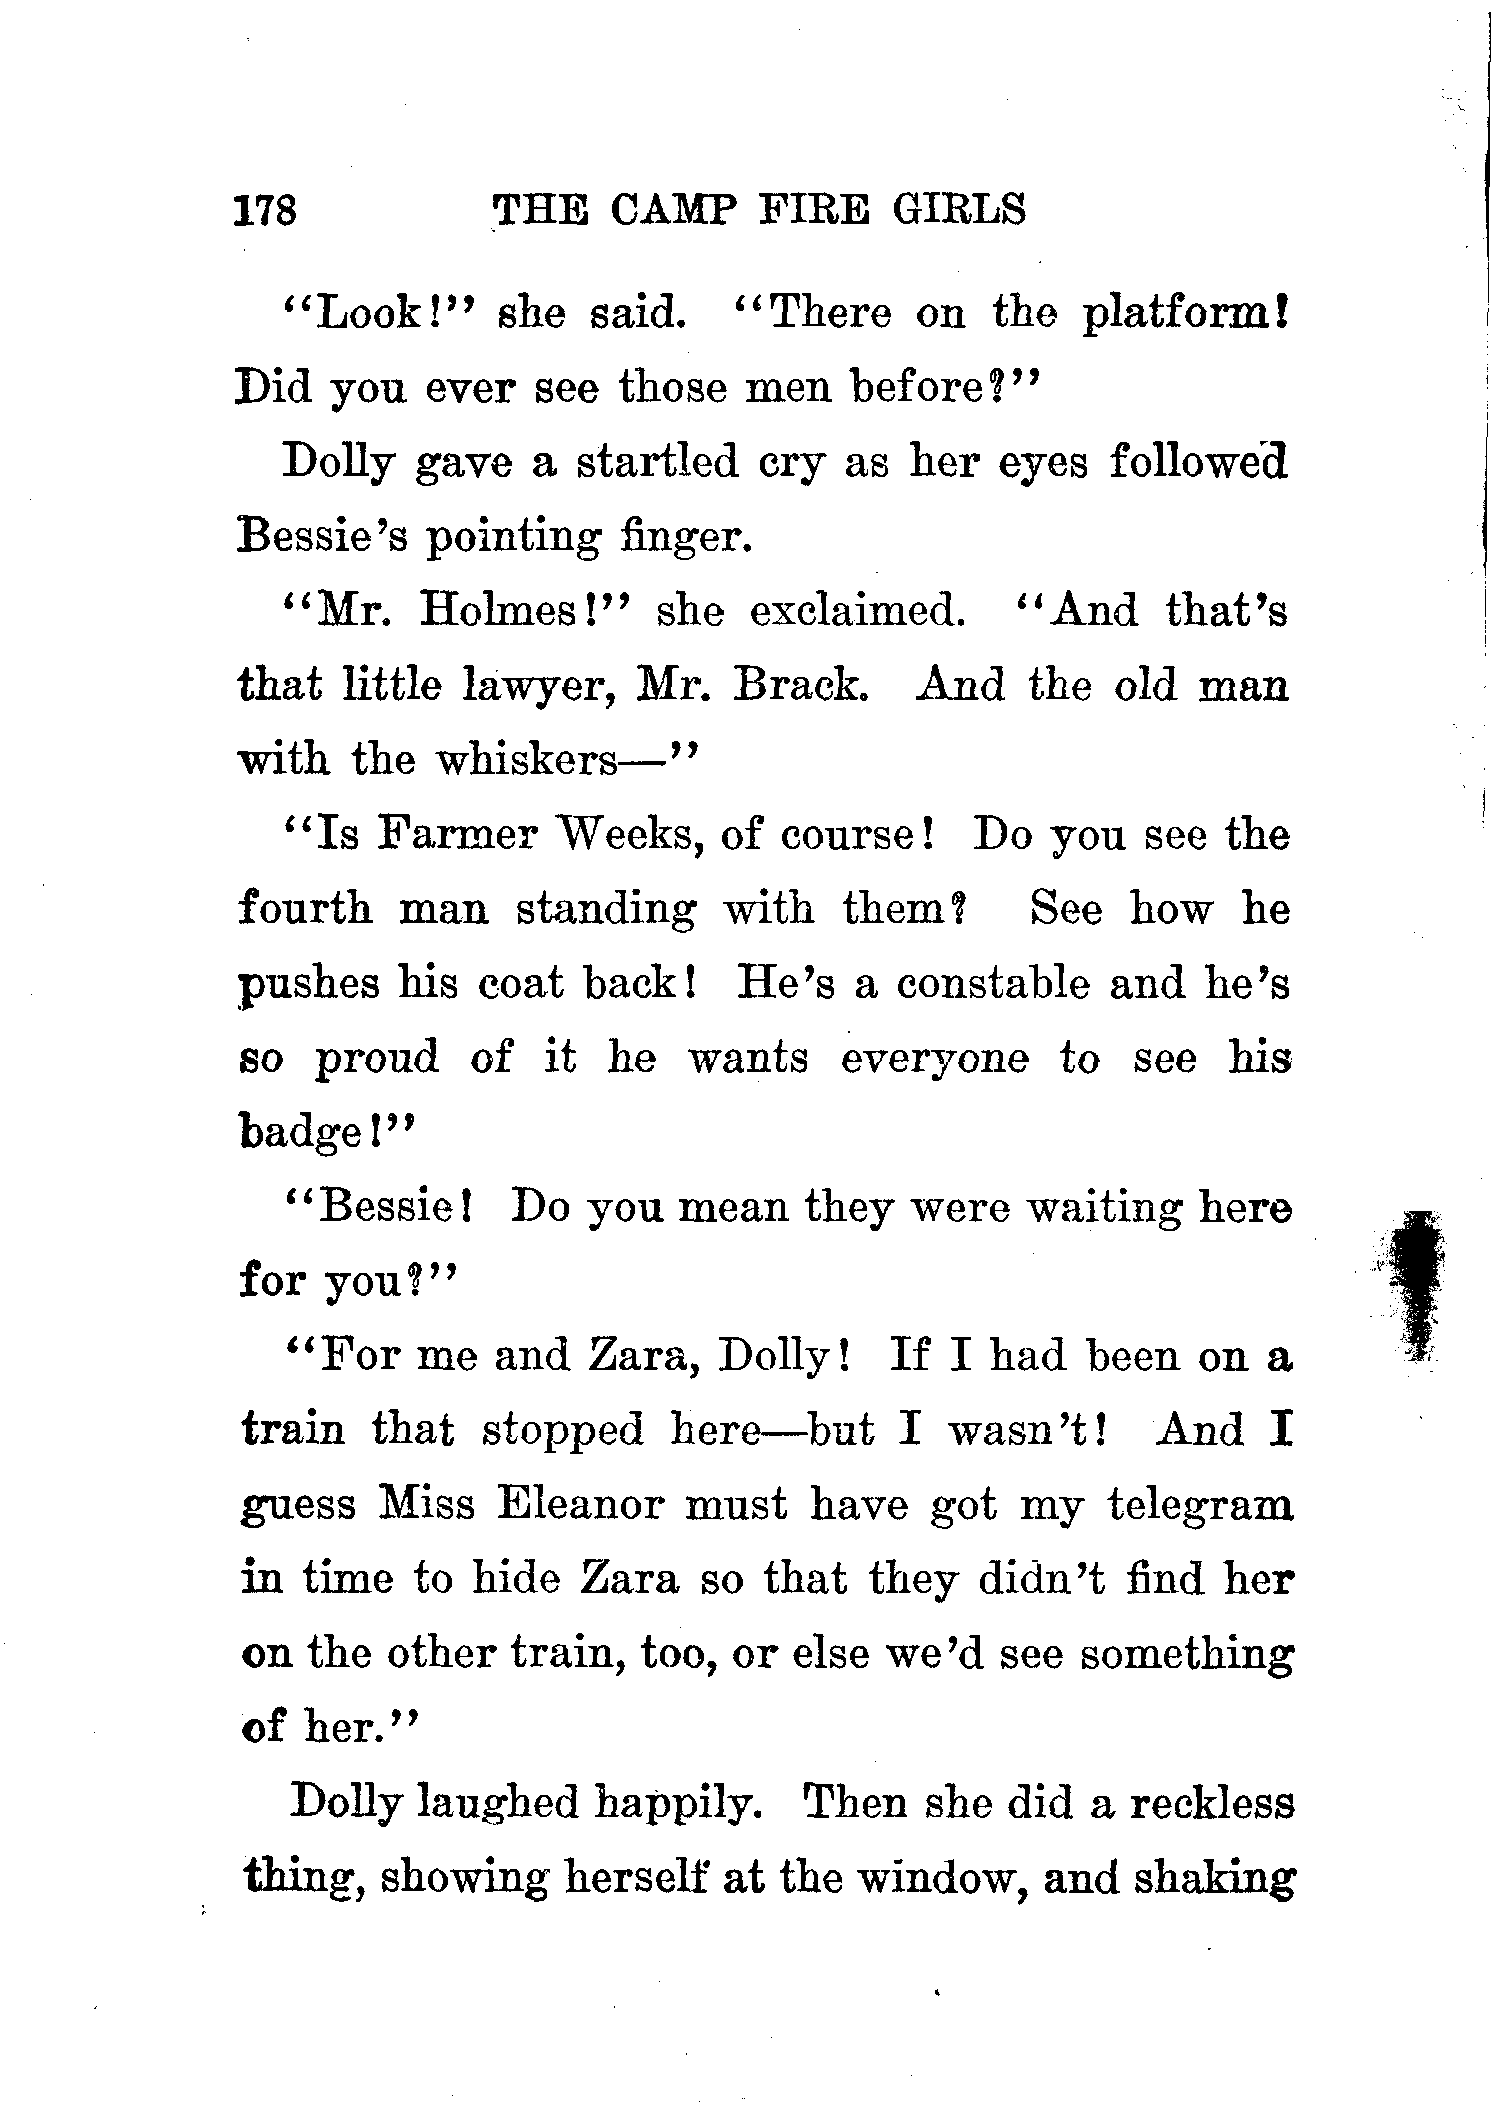 178 THE CAMP FIRE GIRLS
"Look!" she said. "There on the platform!
Did you ever see those men before?"
Dolly gave a startled cry as her eyes followed
Bessie's pointing finger.
"Mr. Holmes!" she exclaimed. "And that's
that little lawyer, Mr. Brack. And the old man
with the whiskers—"
"Is Farmer Weeks, of course! Do you see the
fourth man standing with them? See how he
pushes his coat back! He's a constable and he's
so proud of it he wants everyone to see his
badge!"
"Bessie! Do you mean they were waiting here
for you?"
"For me and Zara, Dolly! If I had been on a
train that stopped here—but I wasn't! And I
guess Miss Eleanor must have got my telegram
in time to hide Zara so that they didn't find her
on the other train, too, or else we'd see something
of her."
Dolly laughed happily. Then she did a reckless
thing, showing herself at the window, and shaking